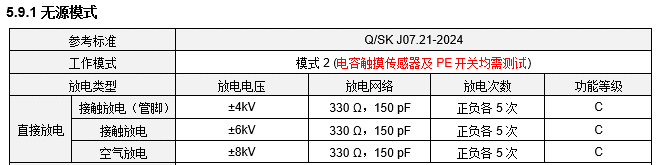 5.9.1 无源模式
参考标准 Q/SK J07.21-2024
工作模式 模式 2 (电容触摸传感器及 PE 开关均需测试)
放电类型 放电电压 放电网络 放电次数 功能等级
直接放电 接触放电（管脚） ±4kV 330 Ω，150 pF 正负各 5 次 C
接触放电 ±6kV 330 Ω，150 pF 正负各 5 次 C
空气放电 ±8kV 330 Ω，150 pF 正负各 5 次 C